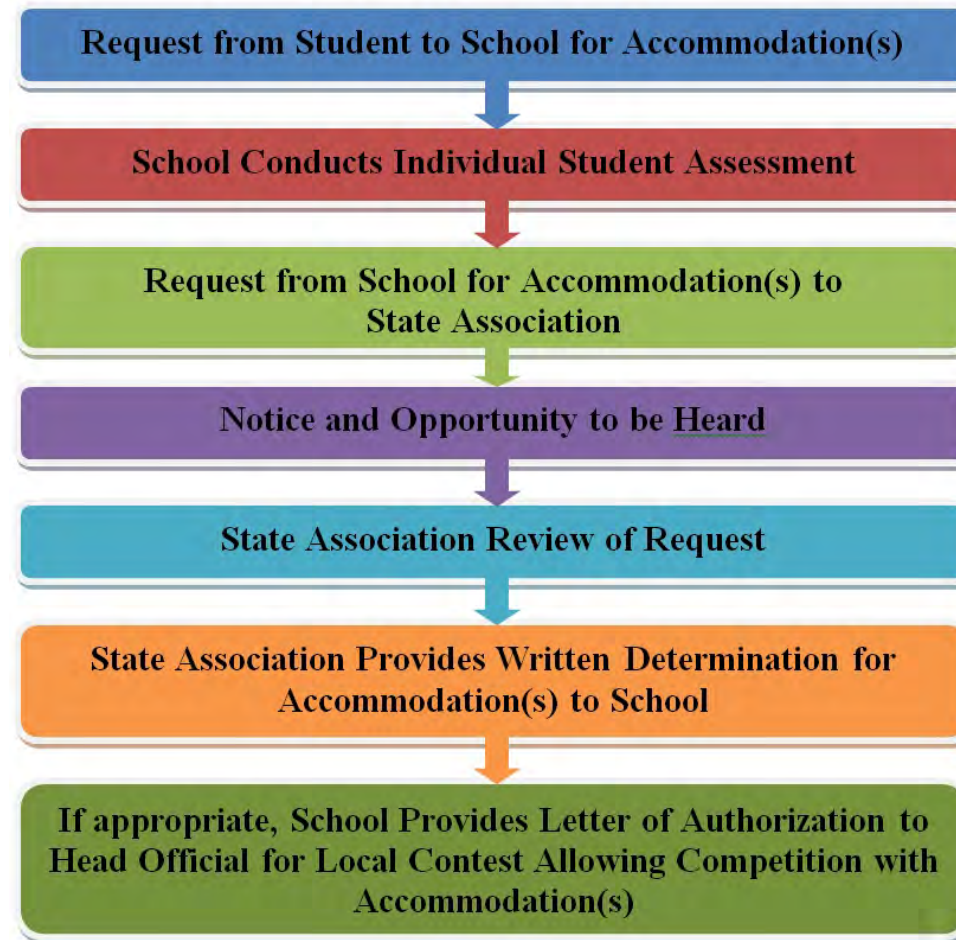 Request from Student to School for Accommodation(s)
School Conducts Individual Student Assessment
Request from School for Accommodation(s) to
State Association
Notice and Opportunity to be Heard
State Association Review of Request
State Association Provides Written Determination for
Accommodation(s) to School
If appropriate, School Provides Letter of Authorization to
Head Official for Local Contest Allowing Competition with
Accommodation(s)